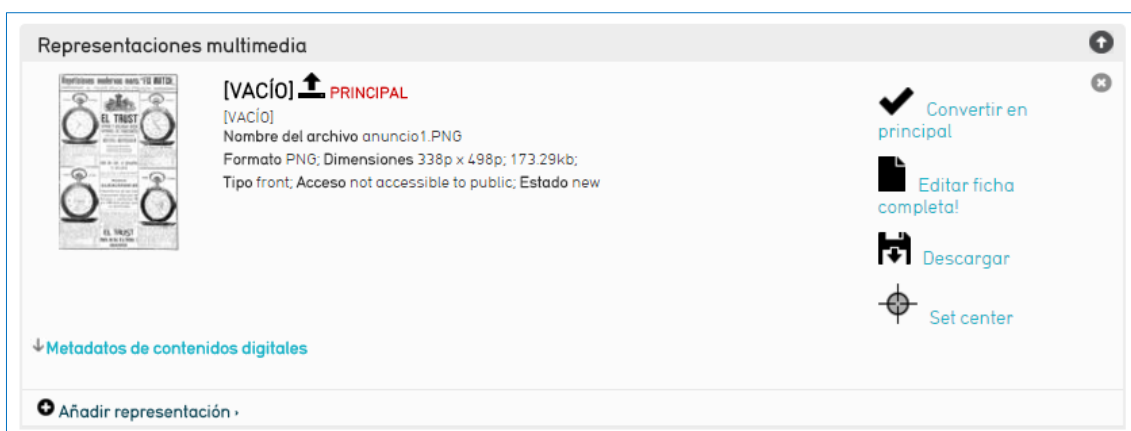 Representaciones multimedia
EL TRUST
EL TRUST
[VACÍO] PRINCIPAL
[VACÍO]
Nombre del archivo anuncio1.PNG
Formato PNG; Dimensiones 338p x 498p; 173.29kb;
Tipo front; Acceso not accessible to public; Estado new
Convertir en
principal
Editar ficha
completa!
Descargar
Set center
Metadatos de contenidos digitales
Añadir representación ›